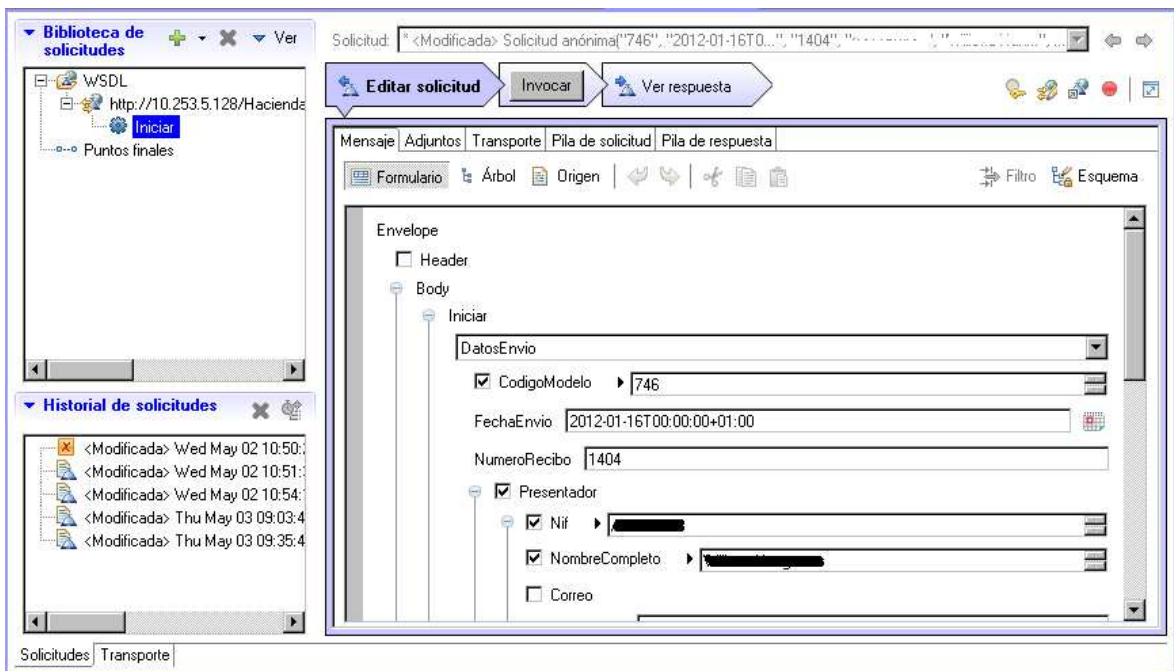 Biblioteca de
solicitudes
Ver
WSDL
http://10.253.5.128/Hacienda
Iniciar
Puntos finales
Historial de solicitudes
<Modificada> Wed May 02 10:50:
<Modificada> Wed May 02 10:51:
<Modificada> Wed May 02 10:54:
<Modificada> Thu May 03 09:03:4
<Modificada> Thu May 03 09:35:4
Solicitudes
Transporte
Solicitud: * <Modificada> Solicitud anónima("746", "2012-01-16T0...", "1404",
Editar solicitud
Invocar
Ver respuesta
Mensaje
Adjuntos
Transporte
Pila de solicitud
Pila de respuesta
Formulario
Árbol
Origen
Filtro
Esquema
Envelope
Header
Body
Iniciar
DatosEnvio
CodigoModelo 746
FechaEnvio 2012-01-16T00:00:00+01:00
NumeroRecibo 1404
Presentador
Nif
NombreCompleto
Correo